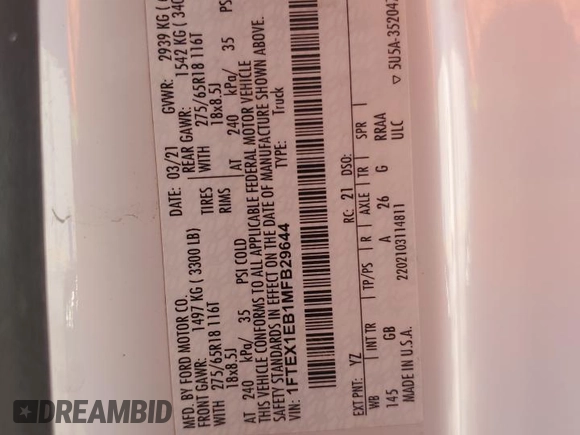 MFD. BY FORD MOTOR CO.
DATE: 03/21 GVWR: 2939 KG (
FRONT GAWR: 1497 KG ( 3300 LB)
REAR GAWR: 1542 KG ( 340
WITH 275/65R18 116T TIRES
WITH 275/65R18 116T
18x8.5J RIMS
18x8.5J
AT 240 kPa/ 35 PSI COLD
AT 240 kPa/ 35 PS
THIS VEHICLE CONFORMS TO ALL APPLICABLE FEDERAL MOTOR VEHICLE
SAFETY STANDARDS IN EFFECT ON THE DATE OF MANUFACTURE SHOWN ABOVE.
VIN: 1FTEX1EB1MFB29644
TYPE: Truck
EXT PNT: YZ RC: 21 DSO:
WB INT TR TP/PS R AXLE TR SPR
145 GB A 26 G RRAA
2202103114811 ULC
MADE IN U.S.A. ▽ 5U5A-35204
DREAMBID